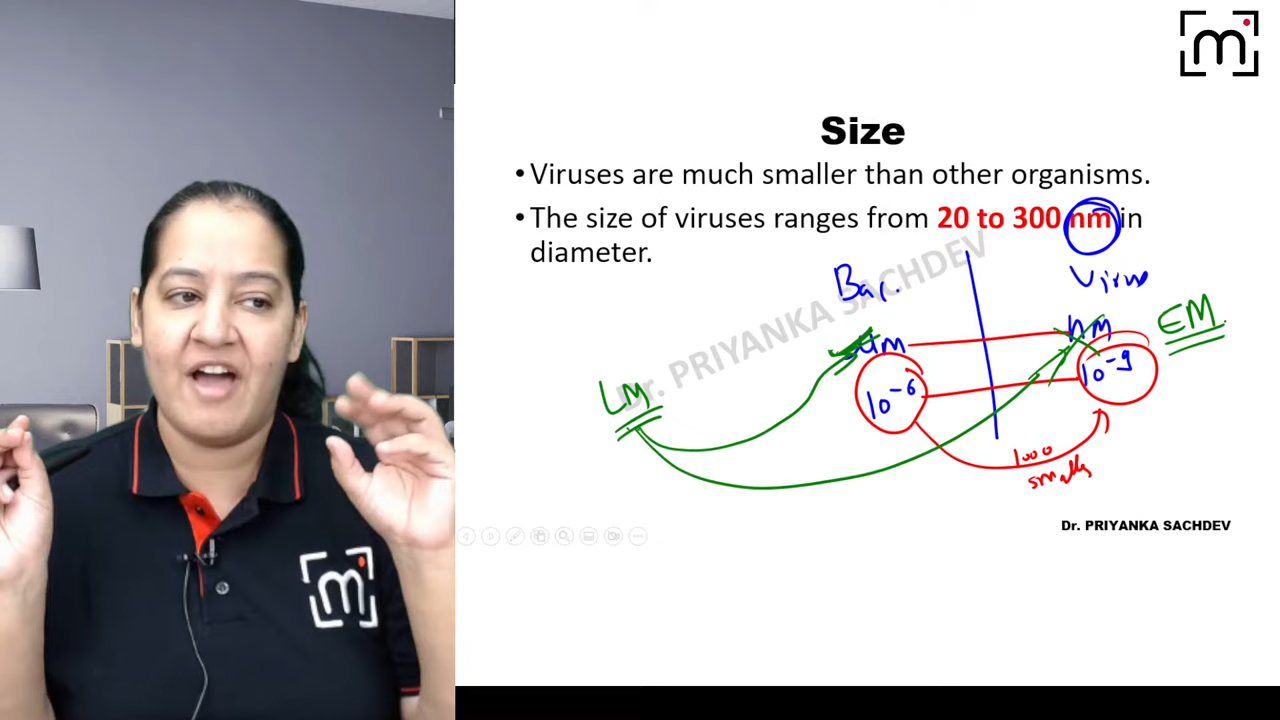 m
Size
• Viruses are much smaller than other organisms.
• The size of viruses ranges from 20 to 300 nm in
diameter.
Dr. PRIYANKA SACHDEV
Bac. Virus
µm nm EM
LM 10⁻⁶ 10⁻⁹
1000
smaller
Dr. PRIYANKA SACHDEV
m